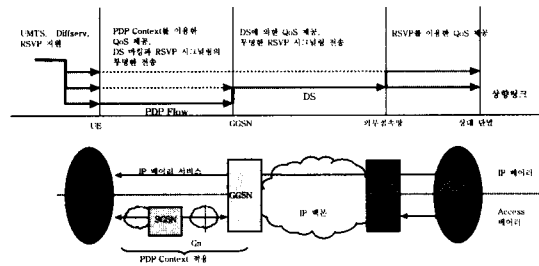 UMTS, Diffserv,
RSVP 지원
PDP Context를 이용한
QoS 제공,
DS 마킹과 RSVP 시그널링의
투명한 전송
DS에 의한 QoS 제공,
투명한 RSVP 시그널링 전송
RSVP를 이용한 QoS 제공
PDP Flow
DS
상향링크
UE
GGSN
외부접속망
상대 단말
IP 베어러 서비스
GGSN
IP 백본
IP 베어러
SGSN
Gn
Access
베어러
PDP Context 적용